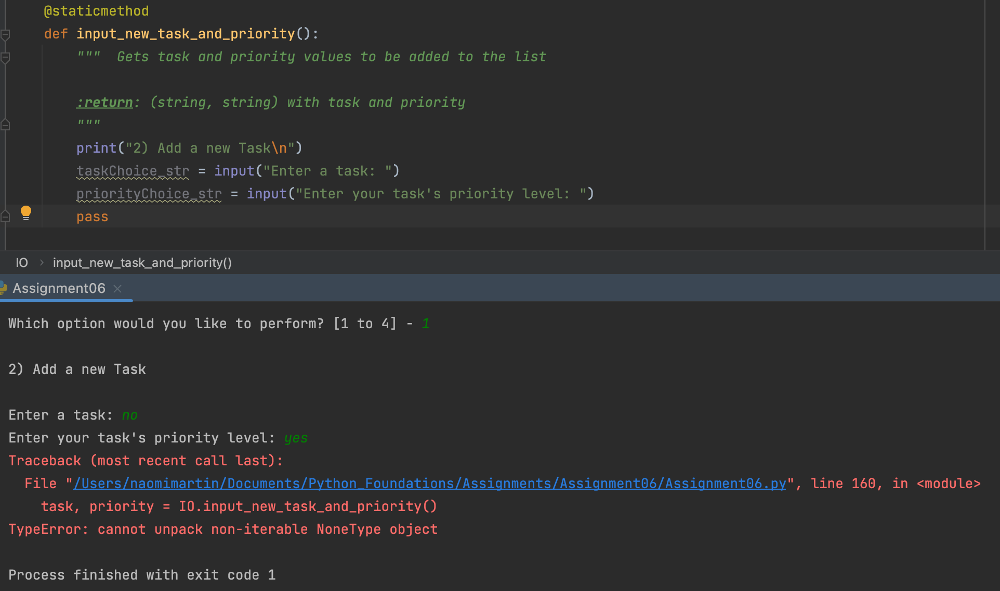 @staticmethod
def input_new_task_and_priority():
"""  Gets task and priority values to be added to the list
:return: (string, string) with task and priority
"""
print("2) Add a new Task\n")
taskChoice_str = input("Enter a task: ")
priorityChoice_str = input("Enter your task's priority level: ")
pass
IO › input_new_task_and_priority()
Assignment06 ×
Which option would you like to perform? [1 to 4] - 1
2) Add a new Task
Enter a task: no
Enter your task's priority level: yes
Traceback (most recent call last):
File "/Users/naomimartin/Documents/Python_Foundations/Assignments/Assignment06/Assignment06.py", line 160, in <module>
task, priority = IO.input_new_task_and_priority()
TypeError: cannot unpack non-iterable NoneType object
Process finished with exit code 1